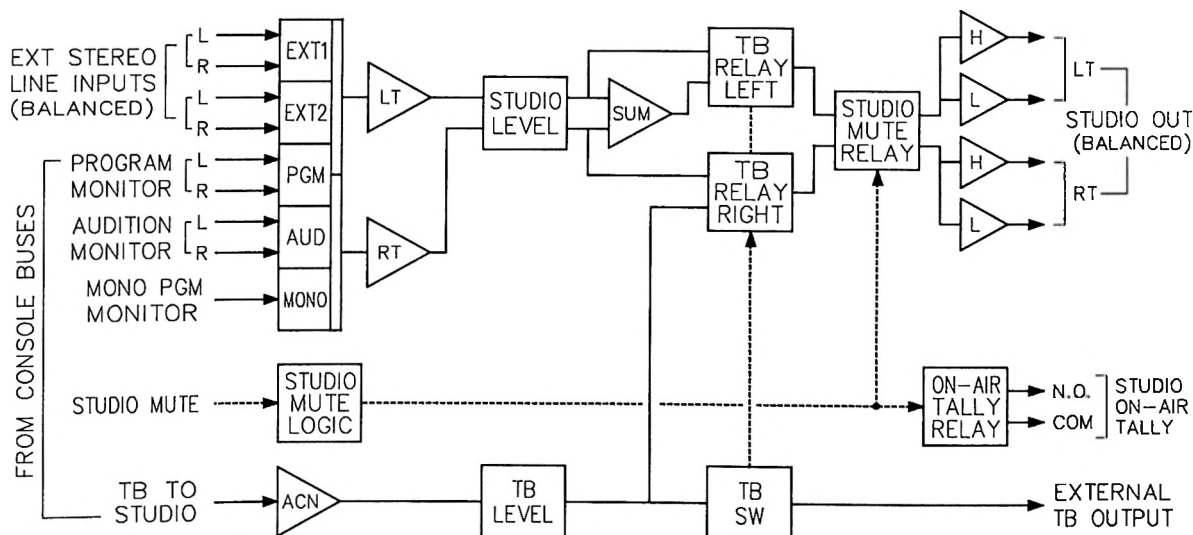 EXT STEREO
LINE INPUTS
(BALANCED)
L
R
L
R
EXT1
EXT2
PROGRAM
MONITOR
L
R
PGM
AUDITION
MONITOR
L
R
AUD
MONO PGM
MONITOR
MONO
FROM CONSOLE BUSES
LT
RT
STUDIO
LEVEL
SUM
TB
RELAY
LEFT
TB
RELAY
RIGHT
STUDIO
MUTE
RELAY
H
L
H
L
LT
RT
STUDIO OUT
(BALANCED)
STUDIO MUTE
STUDIO
MUTE
LOGIC
ON-AIR
TALLY
RELAY
N.O.
COM
STUDIO
ON-AIR
TALLY
TB TO
STUDIO
ACN
TB
LEVEL
TB
SW
EXTERNAL
TB OUTPUT